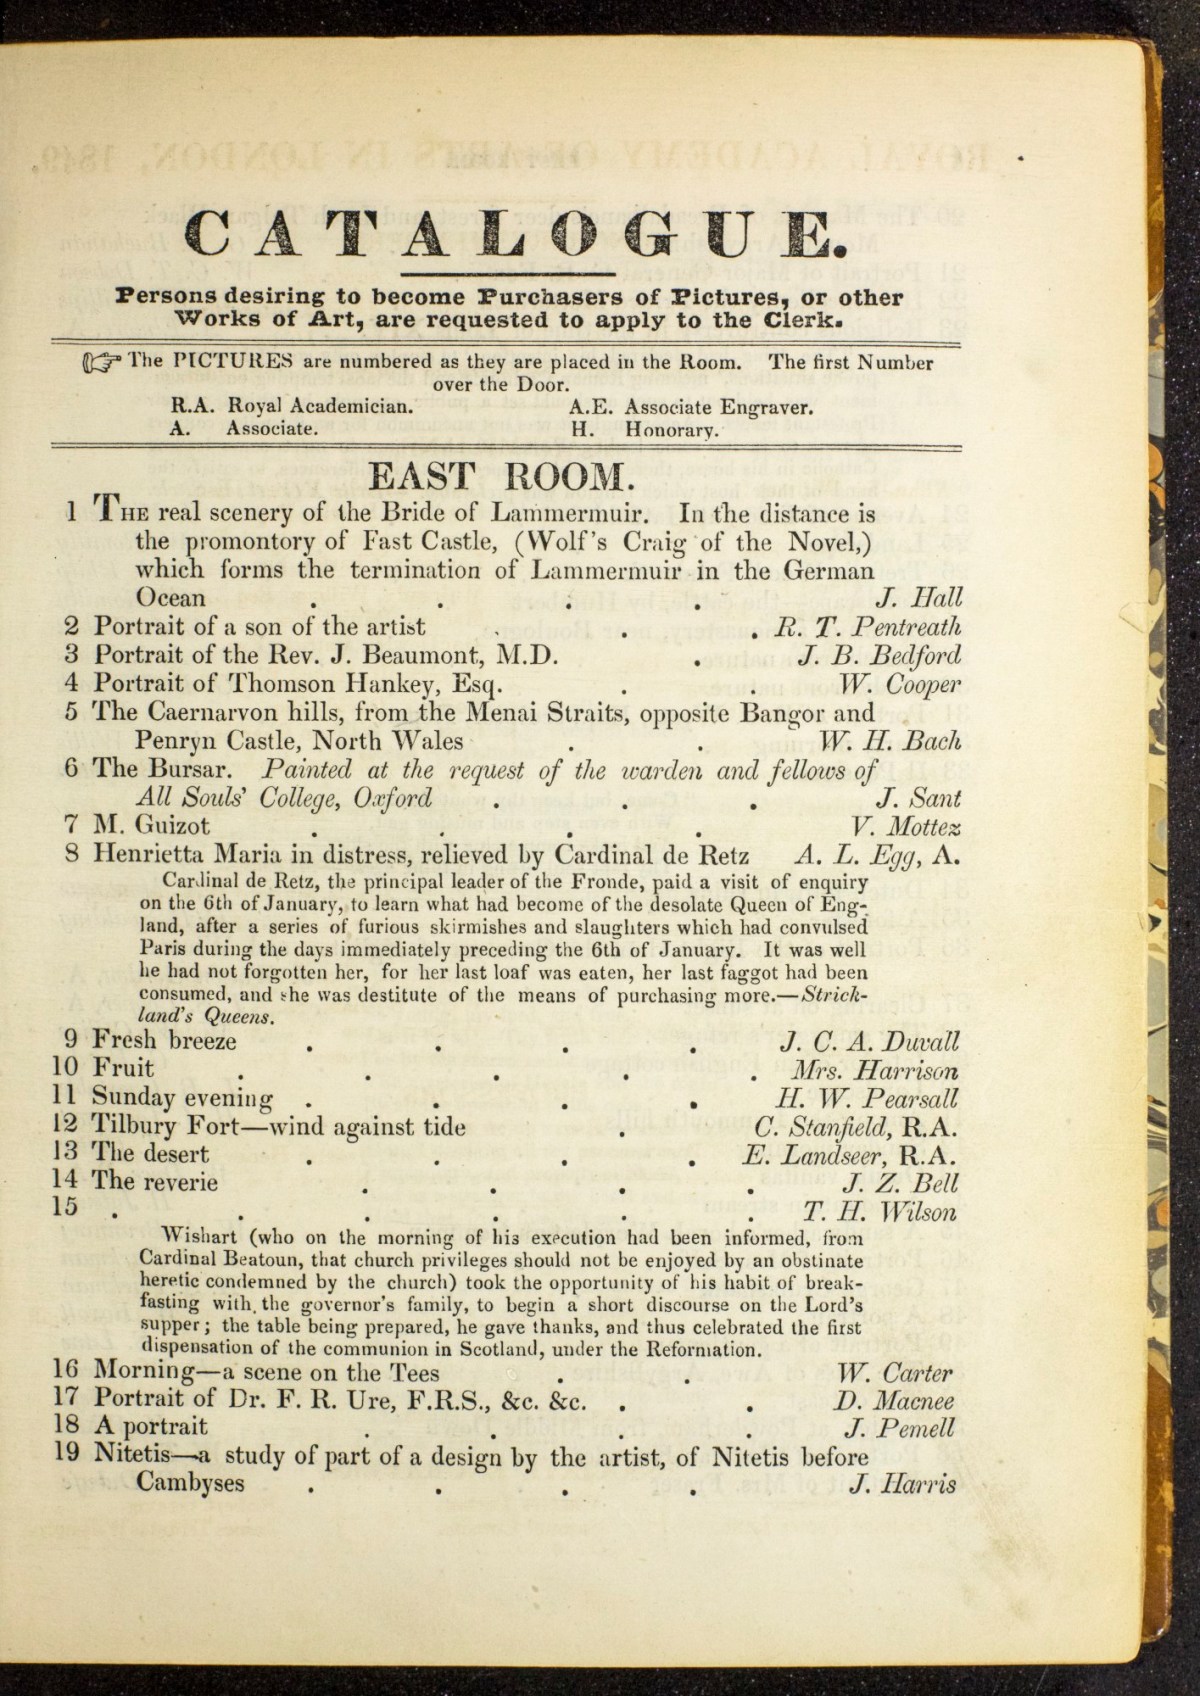 CATALOGUE.
Persons desiring to become Purchasers of Pictures, or other
Works of Art, are requested to apply to the Clerk.
The PICTURES are numbered as they are placed in the Room. The first Number
over the Door.
R.A. Royal Academician. A.E. Associate Engraver.
A. Associate. H. Honorary.
EAST ROOM.
1 THE real scenery of the Bride of Lammermuir. In the distance is
the promontory of Fast Castle, (Wolf's Craig of the Novel,)
which forms the termination of Lammermuir in the German
Ocean . . . . J. Hall
2 Portrait of a son of the artist . . . R. T. Pentreath
3 Portrait of the Rev. J. Beaumont, M.D. . J. B. Bedford
4 Portrait of Thomson Hankey, Esq. . . W. Cooper
5 The Caernarvon hills, from the Menai Straits, opposite Bangor and
Penryn Castle, North Wales . . W. H. Bach
6 The Bursar. Painted at the request of the warden and fellows of
All Souls' College, Oxford . . . J. Sant
7 M. Guizot . . . . V. Mottez
8 Henrietta Maria in distress, relieved by Cardinal de Retz A. L. Egg, A.
Cardinal de Retz, the principal leader of the Fronde, paid a visit of enquiry
on the 6th of January, to learn what had become of the desolate Queen of Eng-
land, after a series of furious skirmishes and slaughters which had convulsed
Paris during the days immediately preceding the 6th of January. It was well
he had not forgotten her, for her last loaf was eaten, her last faggot had been
consumed, and she was destitute of the means of purchasing more.—Strick-
land's Queens.
9 Fresh breeze . . . . J. C. A. Duvall
10 Fruit . . . . . Mrs. Harrison
11 Sunday evening . . . . H. W. Pearsall
12 Tilbury Fort—wind against tide . C. Stanfield, R.A.
13 The desert . . . . E. Landseer, R.A.
14 The reverie . . . . J. Z. Bell
15 . . . . . . T. H. Wilson
Wishart (who on the morning of his execution had been informed, from
Cardinal Beatoun, that church privileges should not be enjoyed by an obstinate
heretic condemned by the church) took the opportunity of his habit of break-
fasting with the governor's family, to begin a short discourse on the Lord's
supper; the table being prepared, he gave thanks, and thus celebrated the first
dispensation of the communion in Scotland, under the Reformation.
16 Morning—a scene on the Tees . . W. Carter
17 Portrait of Dr. F. R. Ure, F.R.S., &c. &c. . . D. Macnee
18 A portrait . . . . J. Pemell
19 Nitetis—a study of part of a design by the artist, of Nitetis before
Cambyses . . . . J. Harris